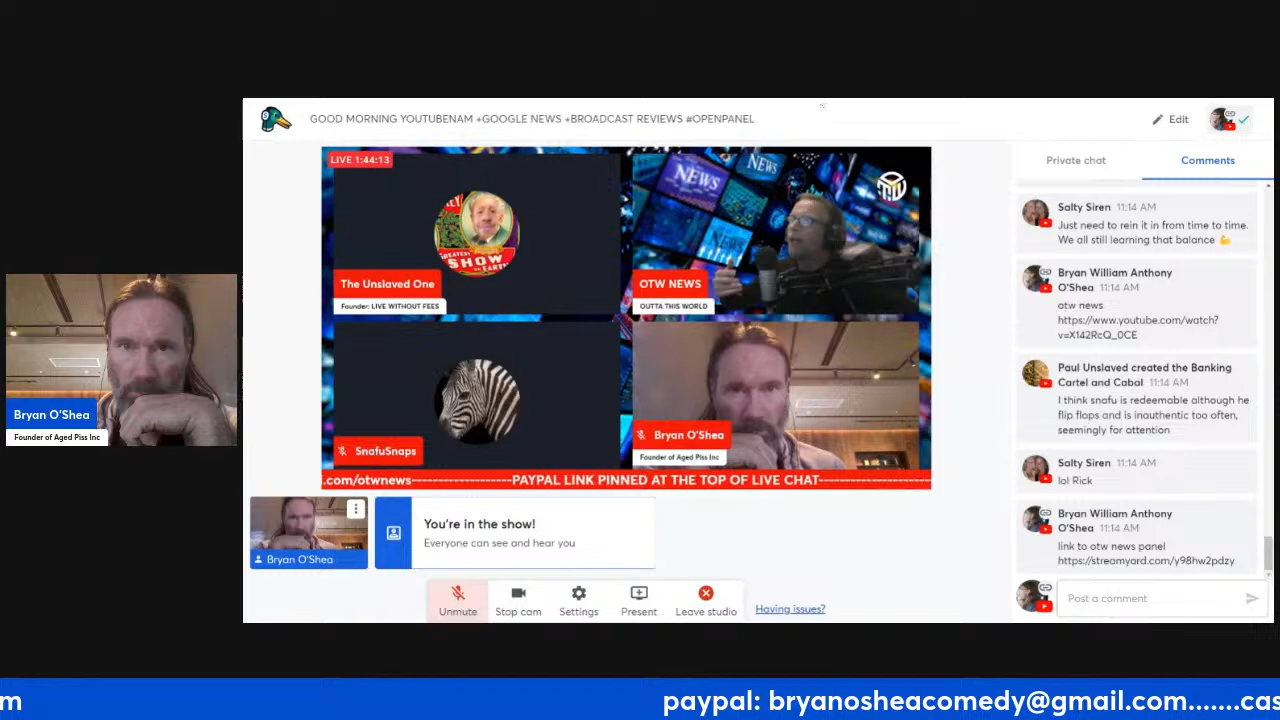 GOOD MORNING YOUTUBENAM +GOOGLE NEWS +BROADCAST REVIEWS #OPENPANEL
Edit
LIVE 1:44:13
The Unslaved One
Founder: LIVE WITHOUT FEES
SHOW
NEWS
NEWS
NEWS
OTW NEWS
OUTTA THIS WORLD
SnafuSnaps
Bryan O'Shea
Founder of Aged Piss Inc
.com/otwnews------------------PAYPAL LINK PINNED AT THE TOP OF LIVE CHAT------------------
Bryan O'Shea
Founder of Aged Piss Inc
Bryan O'Shea
You're in the show!
Everyone can see and hear you
Unmute
Stop cam
Settings
Present
Leave studio
Having issues?
Private chat
Comments
Salty Siren 11:14 AM
Just need to rein it in from time to time.
We all still learning that balance 💪
Bryan William Anthony
O'Shea 11:14 AM
otw news
https://www.youtube.com/watch?
v=X142RcQ_0CE
Paul Unslaved created the Banking
Cartel and Cabal 11:14 AM
I think snafu is redeemable although he
flip flops and is inauthentic too often,
seemingly for attention
Salty Siren 11:14 AM
lol Rick
Bryan William Anthony
O'Shea 11:14 AM
link to otw news panel
https://streamyard.com/y98hw2pdzy
Post a comment
m
paypal: bryanosheacomedy@gmail.com.......cas